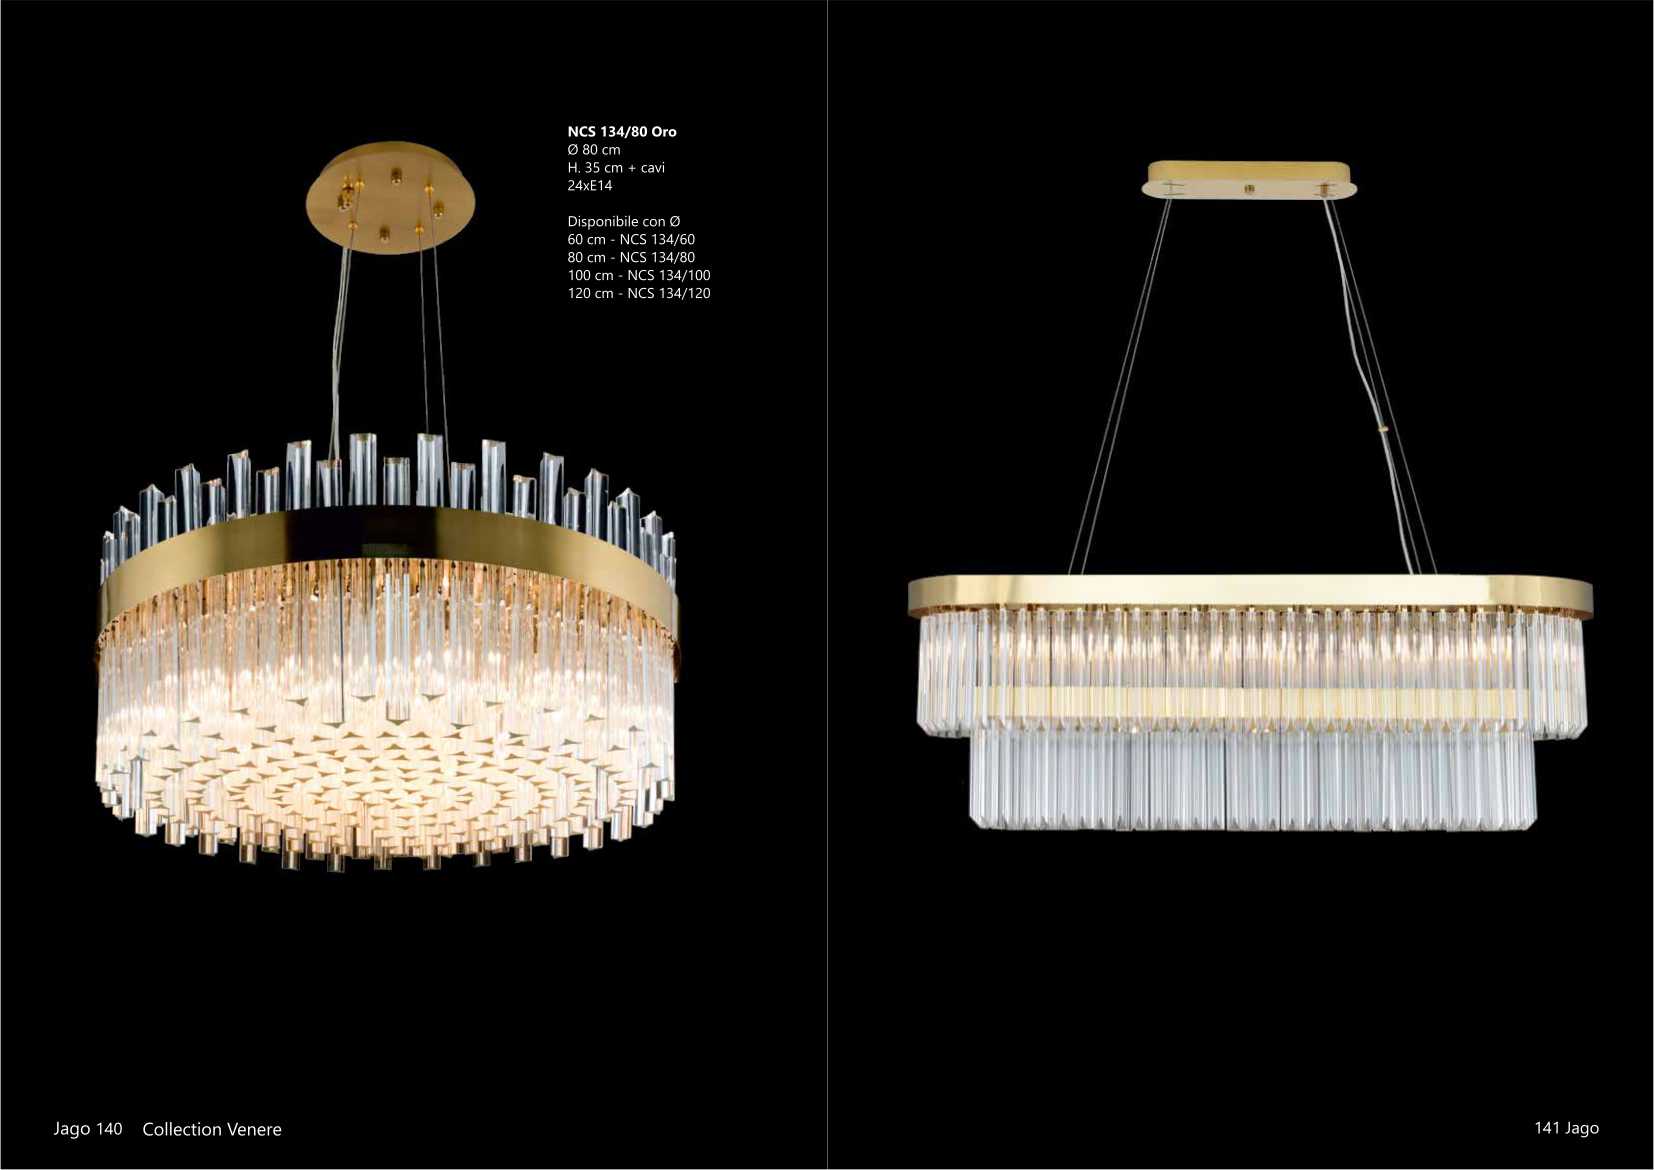 NCS 134/80 Oro
Ø 80 cm
H. 35 cm + cavi
24xE14
Disponibile con Ø
60 cm - NCS 134/60
80 cm - NCS 134/80
100 cm - NCS 134/100
120 cm - NCS 134/120
Jago 140 Collection Venere
141 Jago